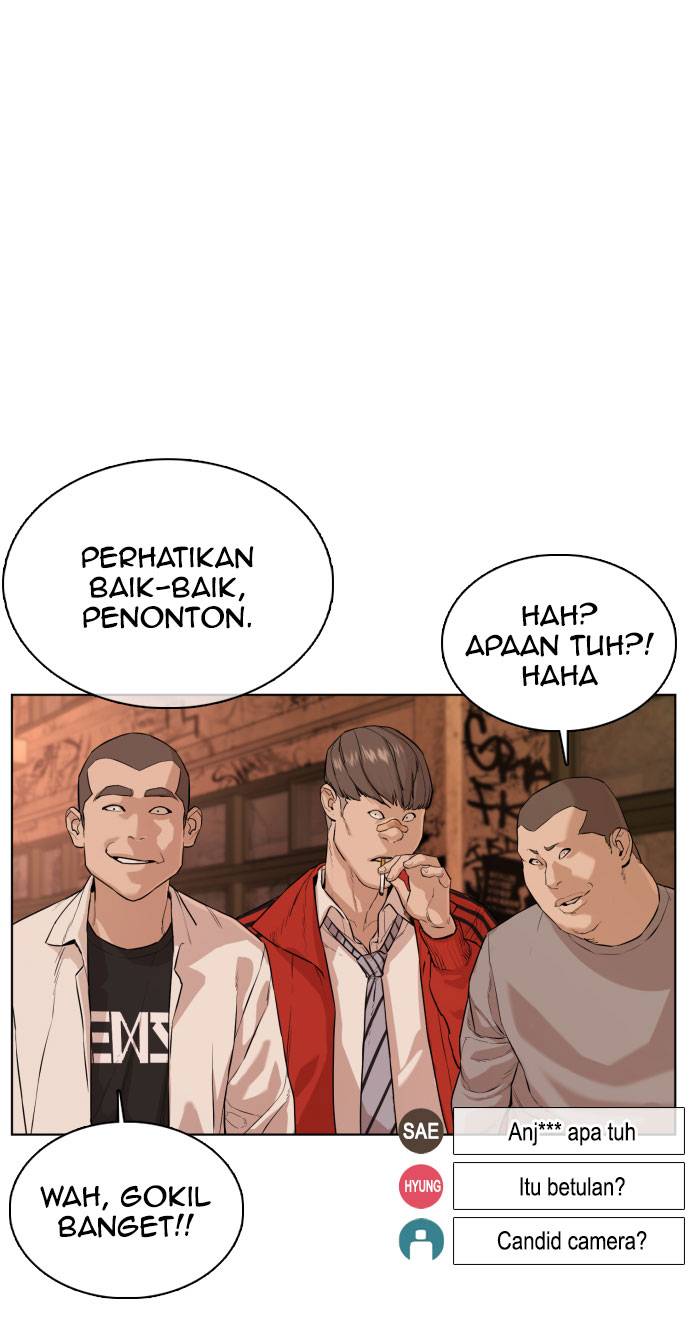 PERHATIKAN
BAIK-BAIK,
PENONTON.
HAH?
APAAN TUH?!
HAHA
WAH, GOKIL
BANGET!!
SAE
Anj*** apa tuh
HYUNG
Itu betulan?
Candid camera?